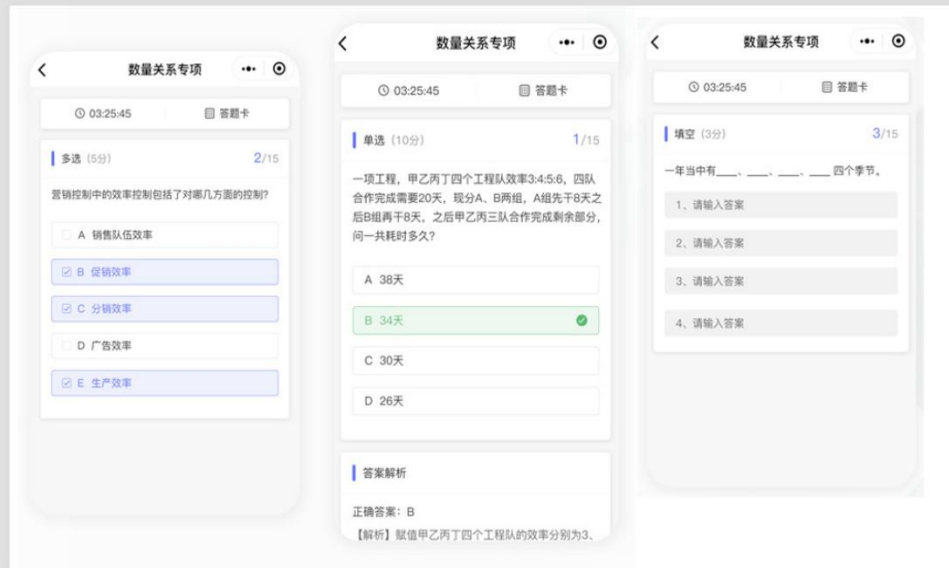 数量关系专项
03:25:45 答题卡
多选 (5分) 2/15
营销控制中的效率控制包括了对哪几方面的控制?
A 销售队伍效率
B 促销效率
C 分销效率
D 广告效率
E 生产效率
数量关系专项
03:25:45 答题卡
单选 (10分) 1/15
一项工程，甲乙丙丁四个工程队效率3:4:5:6，四队
合作完成需要20天，现分A、B两组，A组先干8天之
后B组再干8天，之后甲乙丙三队合作完成剩余部分，
问一共耗时多久?
A 38天
B 34天
C 30天
D 26天
答案解析
正确答案：B
【解析】赋值甲乙丙丁四个工程队的效率分别为3、
数量关系专项
03:25:45 答题卡
填空 (3分) 3/15
一年当中有____、____、____、____ 四个季节。
1、请输入答案
2、请输入答案
3、请输入答案
4、请输入答案